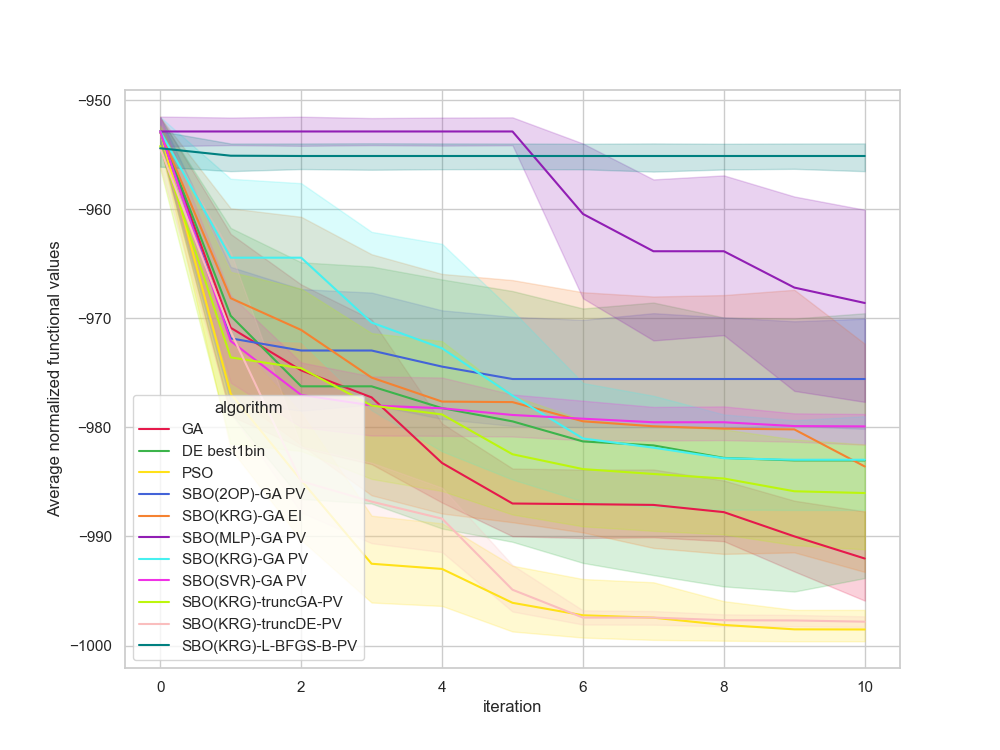 Average normalized functional values
−950
−960
−970
−980
−990
−1000
algorithm
GA
DE best1bin
PSO
SBO(2OP)-GA PV
SBO(KRG)-GA EI
SBO(MLP)-GA PV
SBO(KRG)-GA PV
SBO(SVR)-GA PV
SBO(KRG)-truncGA-PV
SBO(KRG)-truncDE-PV
SBO(KRG)-L-BFGS-B-PV
0 2 4 6 8 10
iteration